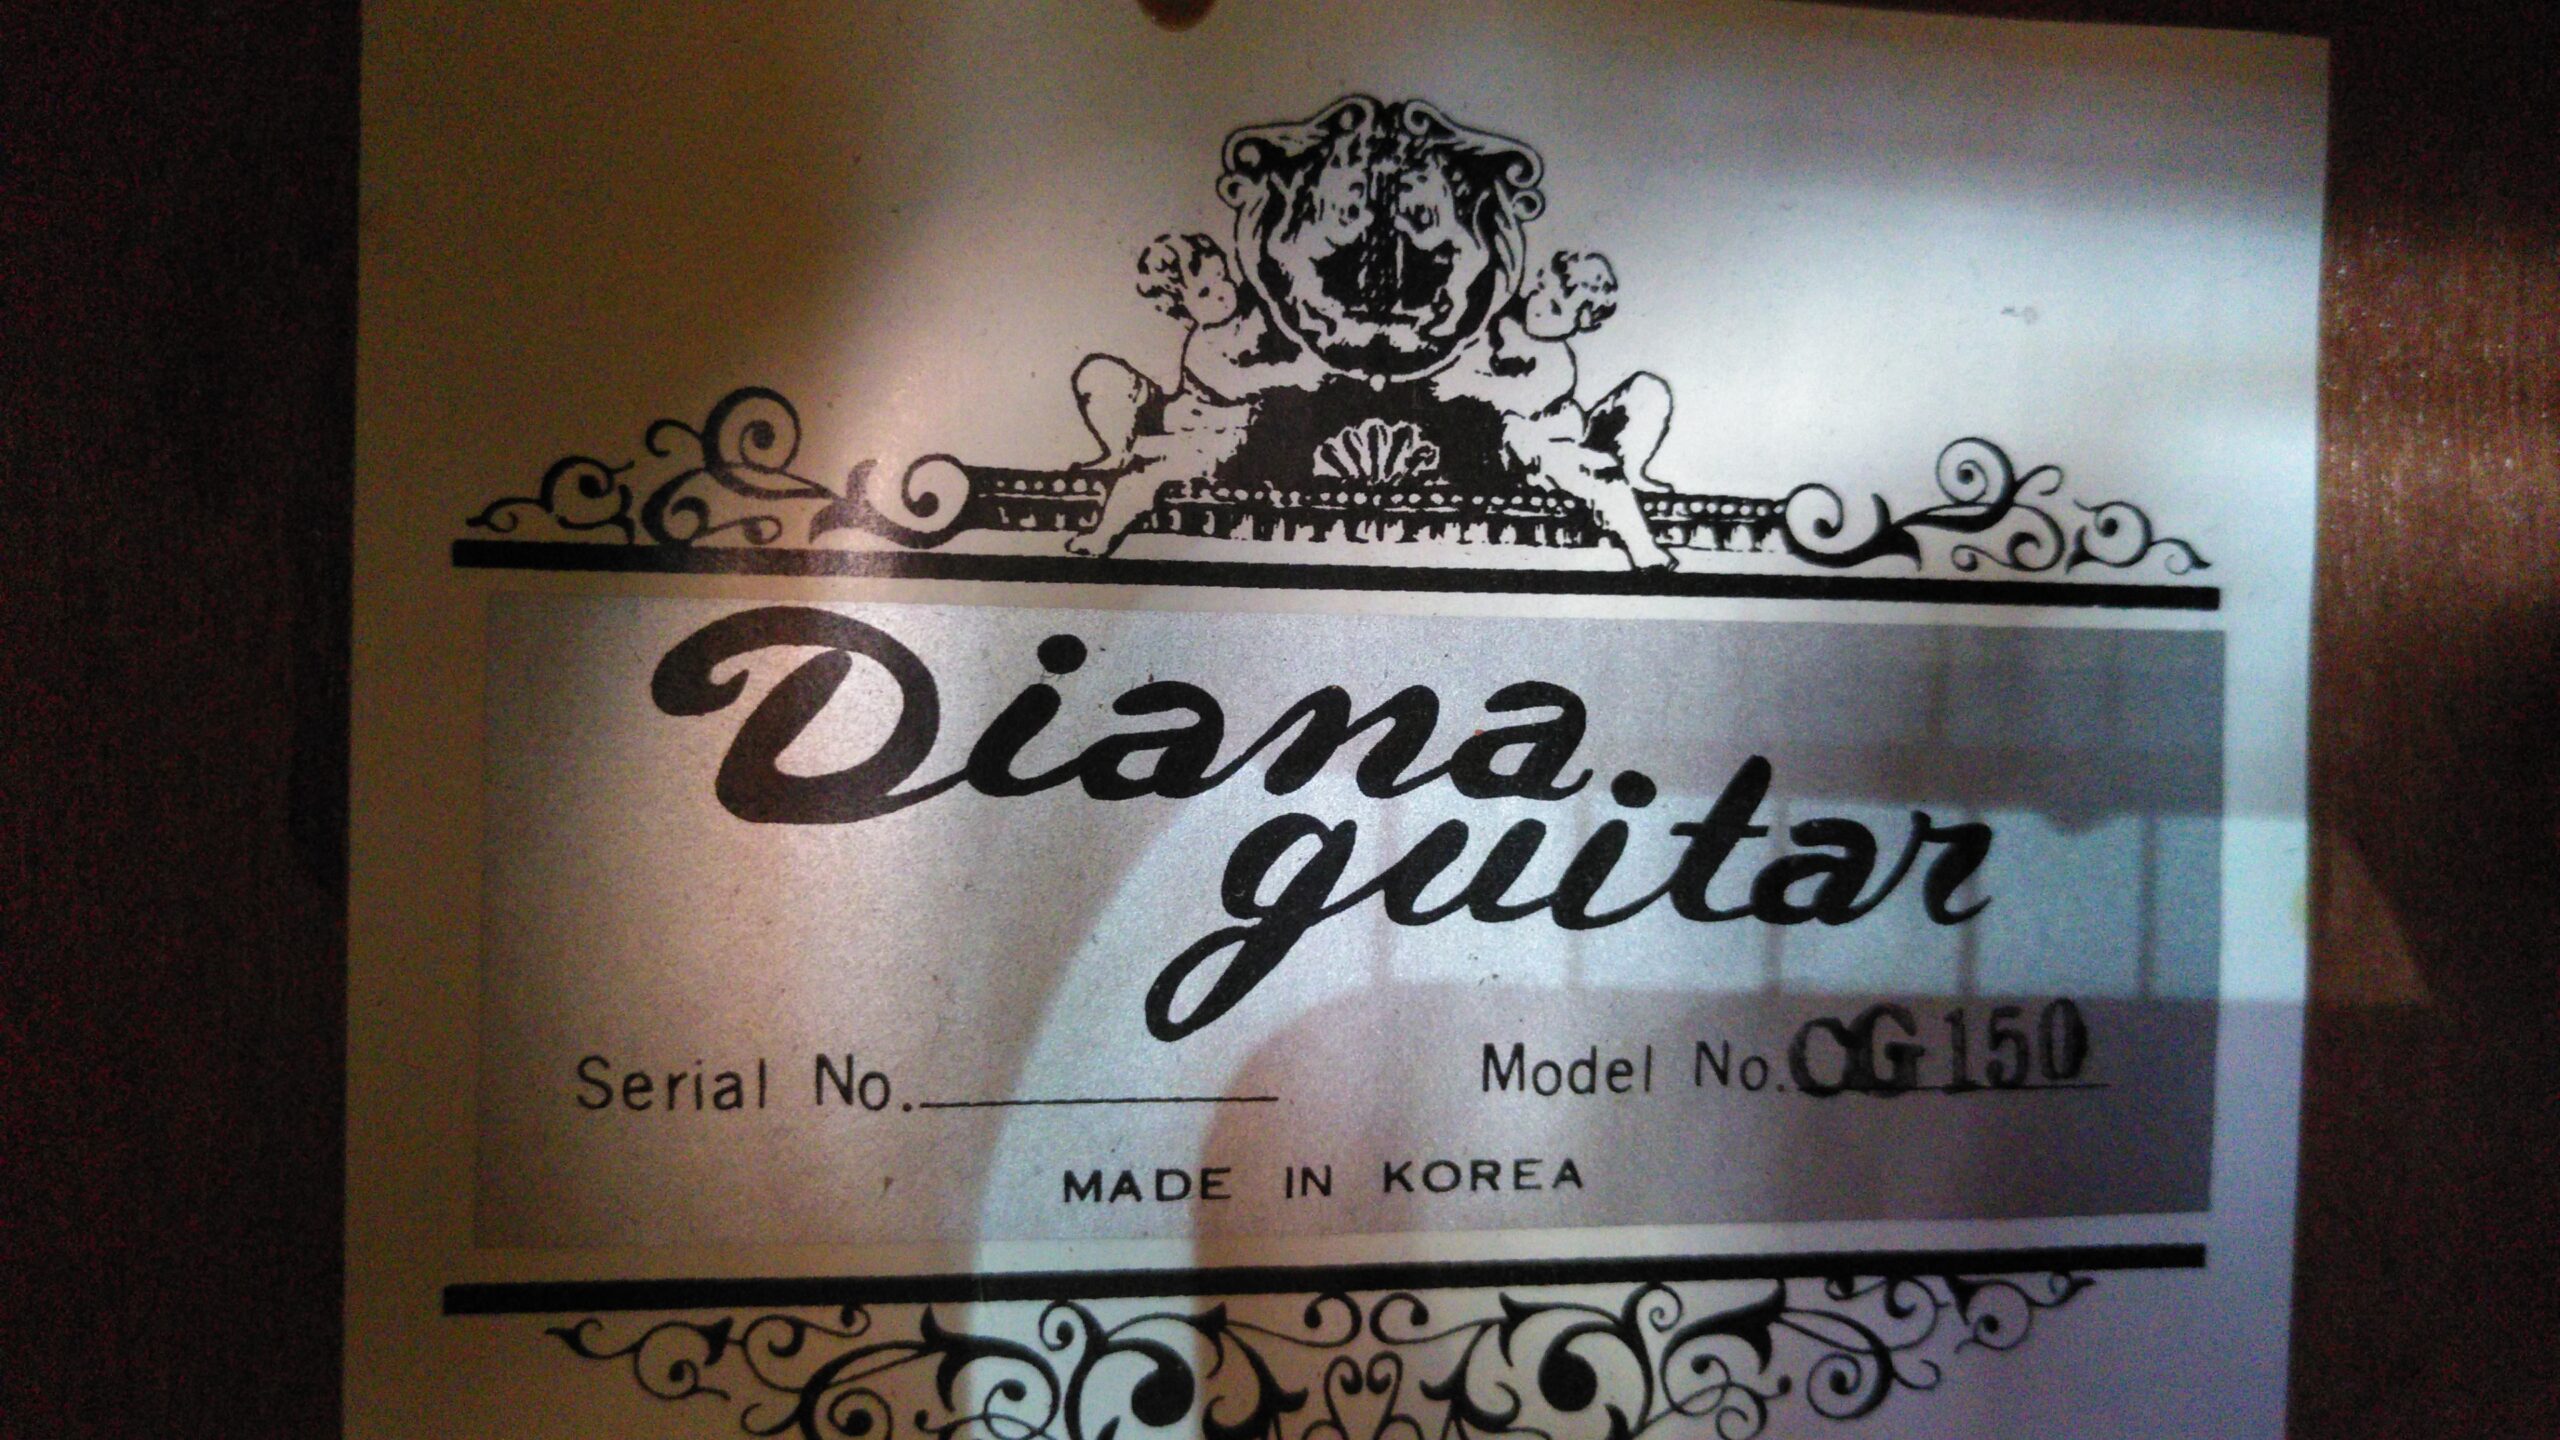 Diana
guitar
Serial No. Model No. CG150
MADE IN KOREA